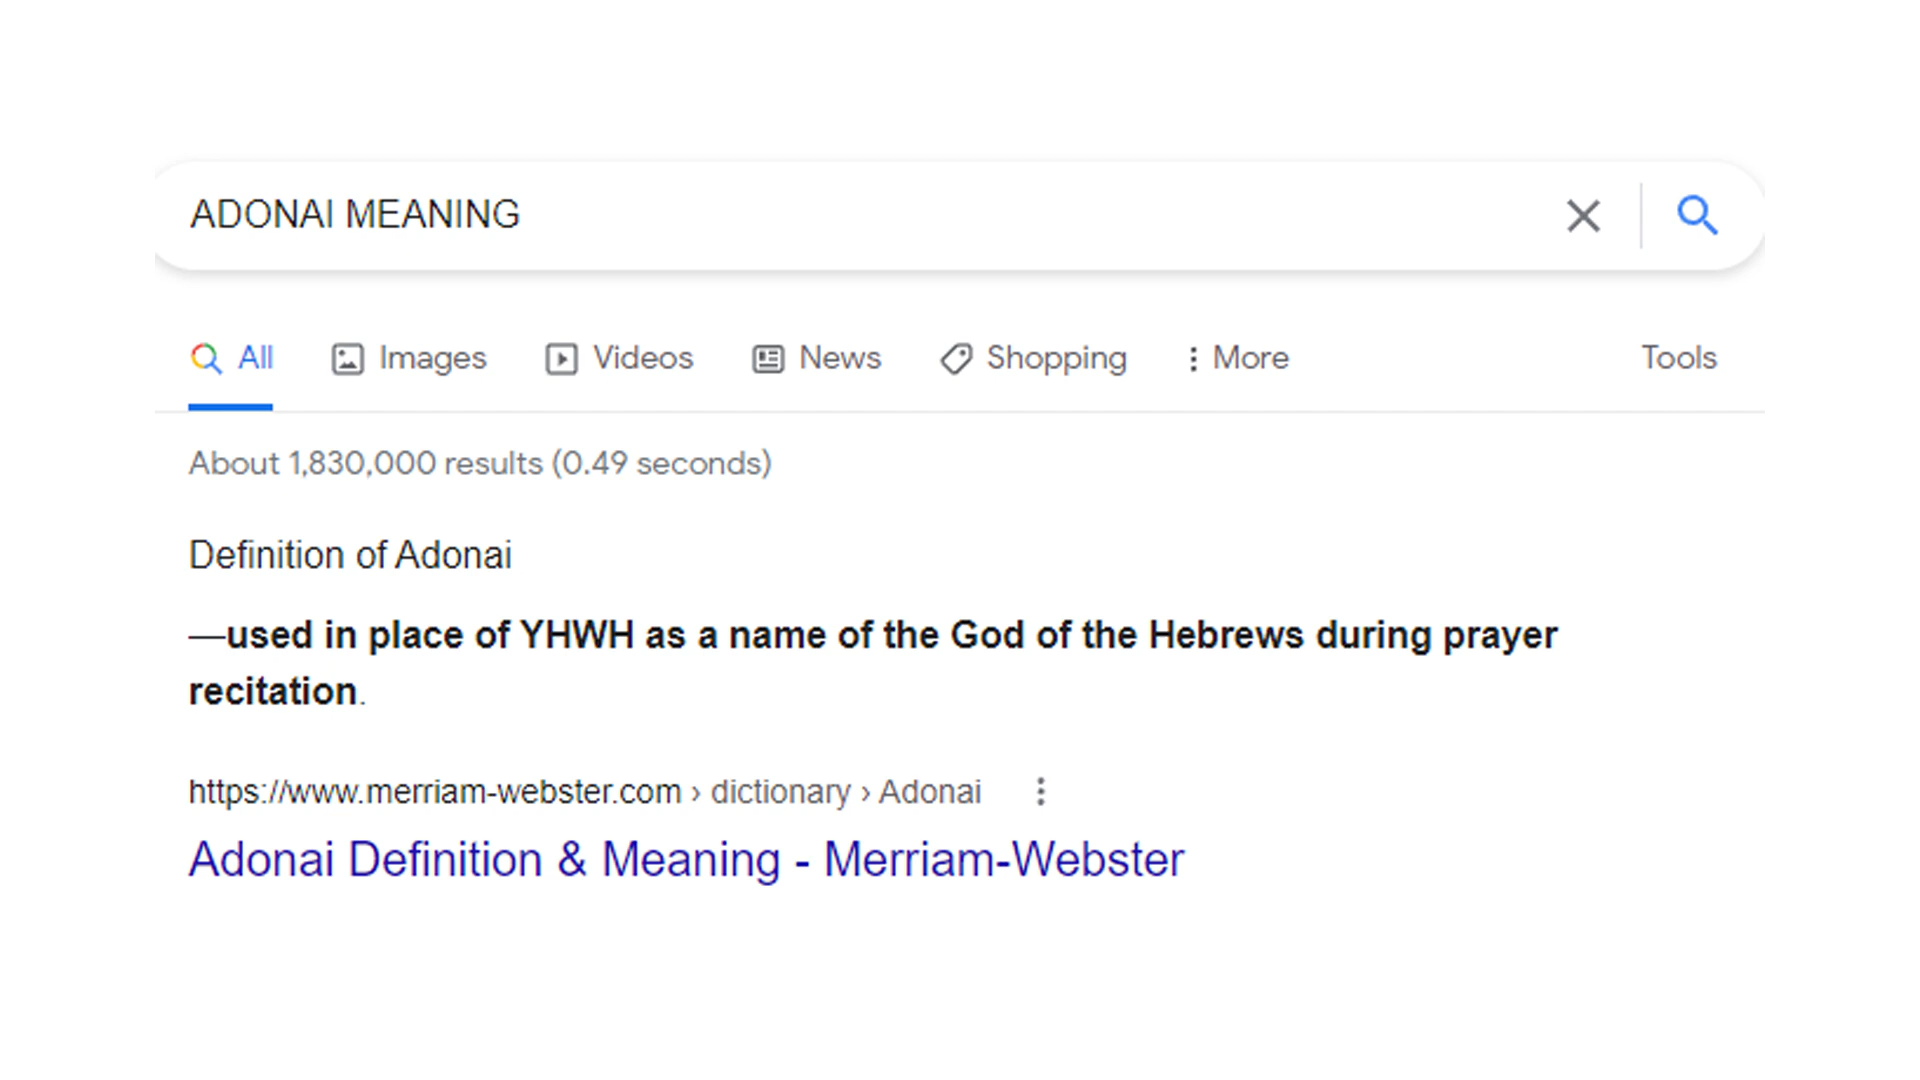 ADONAI MEANING
All Images Videos News Shopping More Tools
About 1,830,000 results (0.49 seconds)
Definition of Adonai
—used in place of YHWH as a name of the God of the Hebrews during prayer
recitation.
https://www.merriam-webster.com › dictionary › Adonai
Adonai Definition & Meaning - Merriam-Webster